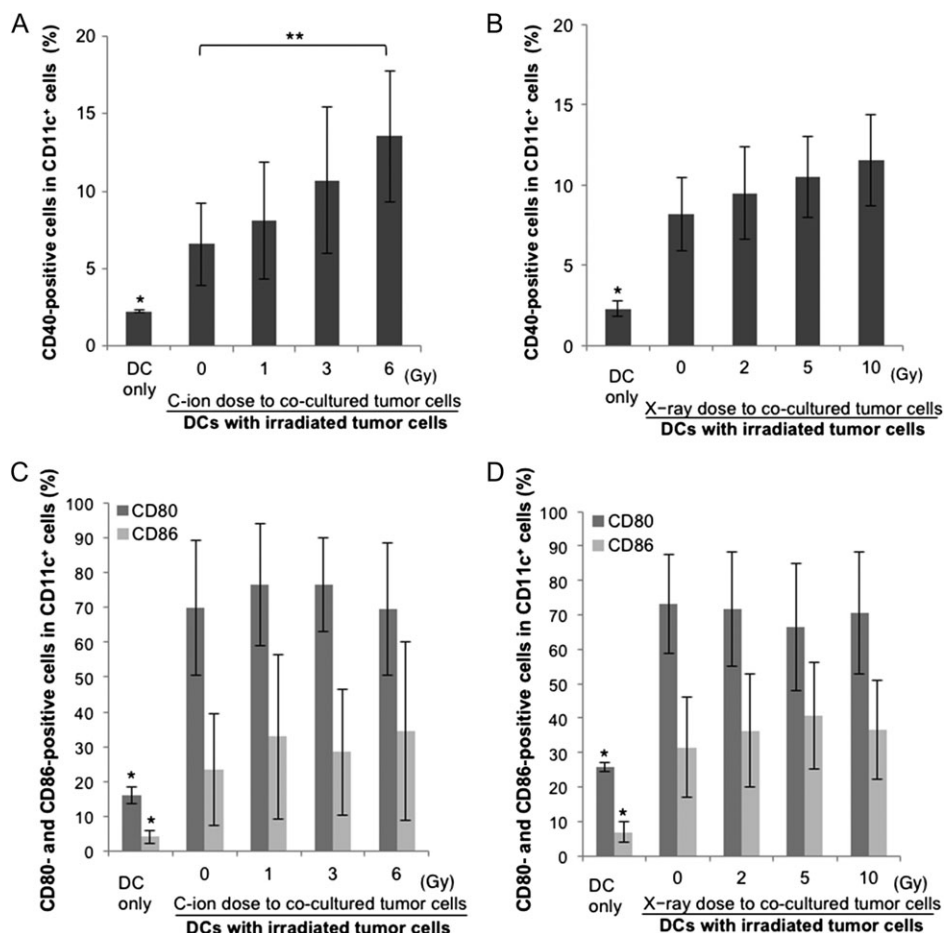 A
CD40-positive cells in CD11c⁺ cells (%)
20
15
10
5
0
**
*
DC
only
0
1
3
6
(Gy)
C-ion dose to co-cultured tumor cells
DCs with irradiated tumor cells
B
CD40-positive cells in CD11c⁺ cells (%)
20
15
10
5
0
*
DC
only
0
2
5
10
(Gy)
X-ray dose to co-cultured tumor cells
DCs with irradiated tumor cells
C
CD80- and CD86-positive cells in CD11c⁺ cells (%)
100
90
80
70
60
50
40
30
20
10
0
CD80
CD86
*
*
DC
only
0
1
3
6
(Gy)
C-ion dose to co-cultured tumor cells
DCs with irradiated tumor cells
D
CD80- and CD86-positive cells in CD11c⁺ cells (%)
100
90
80
70
60
50
40
30
20
10
0
CD80
CD86
*
*
DC
only
0
2
5
10
(Gy)
X-ray dose to co-cultured tumor cells
DCs with irradiated tumor cells